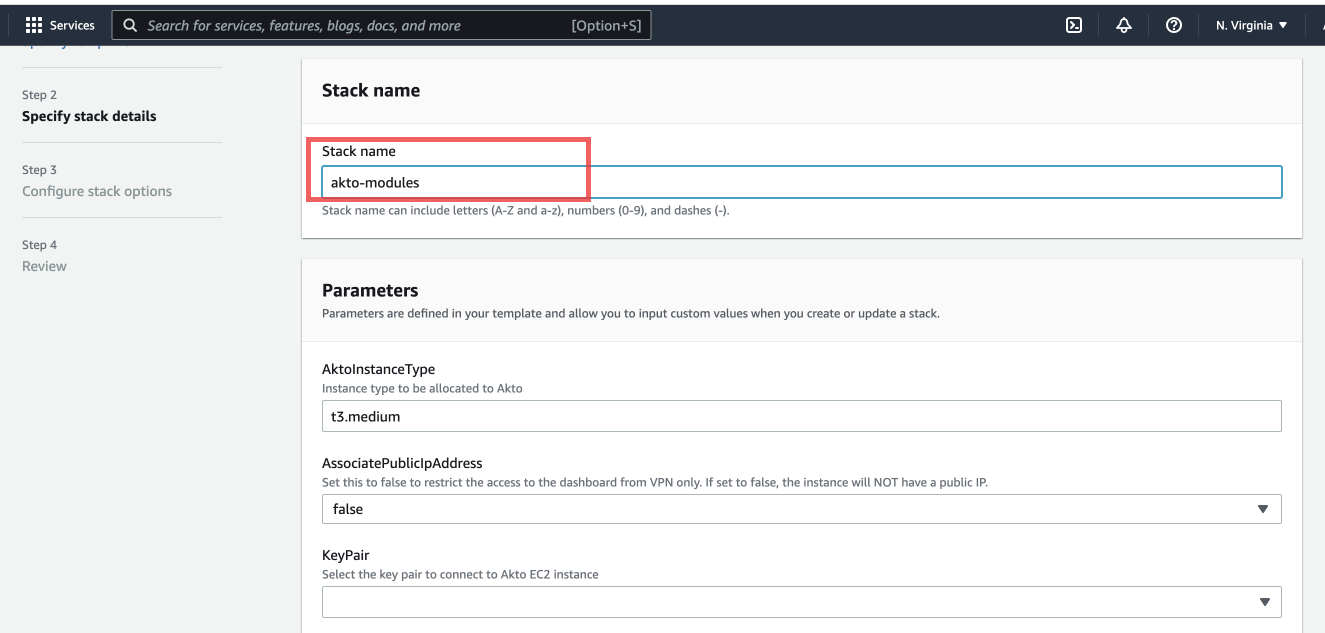 Services
Search for services, features, blogs, docs, and more [Option+S]
N. Virginia
Step 2
Specify stack details
Step 3
Configure stack options
Step 4
Review
Stack name
Stack name
akto-modules
Stack name can include letters (A-Z and a-z), numbers (0-9), and dashes (-).
Parameters
Parameters are defined in your template and allow you to input custom values when you create or update a stack.
AktoInstanceType
Instance type to be allocated to Akto
t3.medium
AssociatePublicIpAddress
Set this to false to restrict the access to the dashboard from VPN only. If set to false, the instance will NOT have a public IP.
false
KeyPair
Select the key pair to connect to Akto EC2 instance